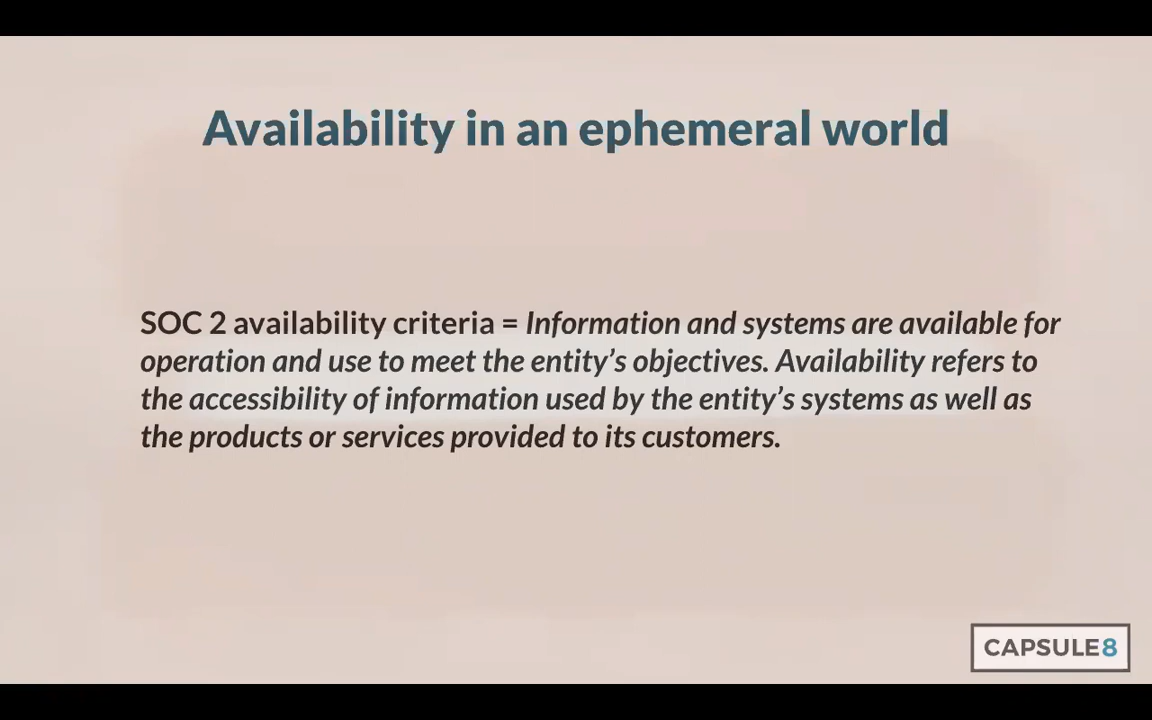 Availability in an ephemeral world
SOC 2 availability criteria = Information and systems are available for
operation and use to meet the entity’s objectives. Availability refers to
the accessibility of information used by the entity’s systems as well as
the products or services provided to its customers.
CAPSULE8